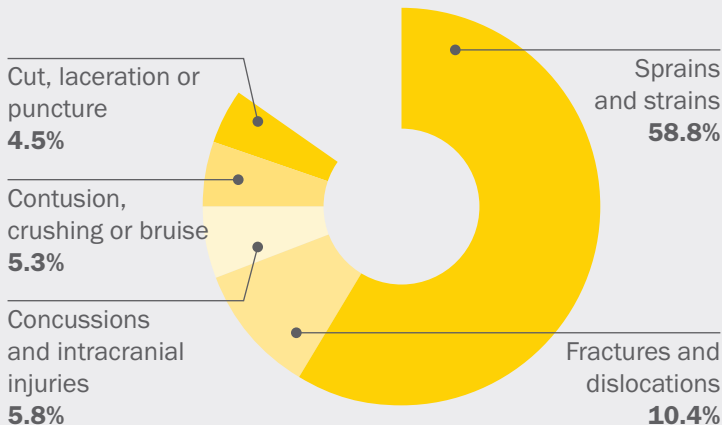 Cut, laceration or
puncture
4.5%
Contusion,
crushing or bruise
5.3%
Concussions
and intracranial
injuries
5.8%
Sprains
and strains
58.8%
Fractures and
dislocations
10.4%